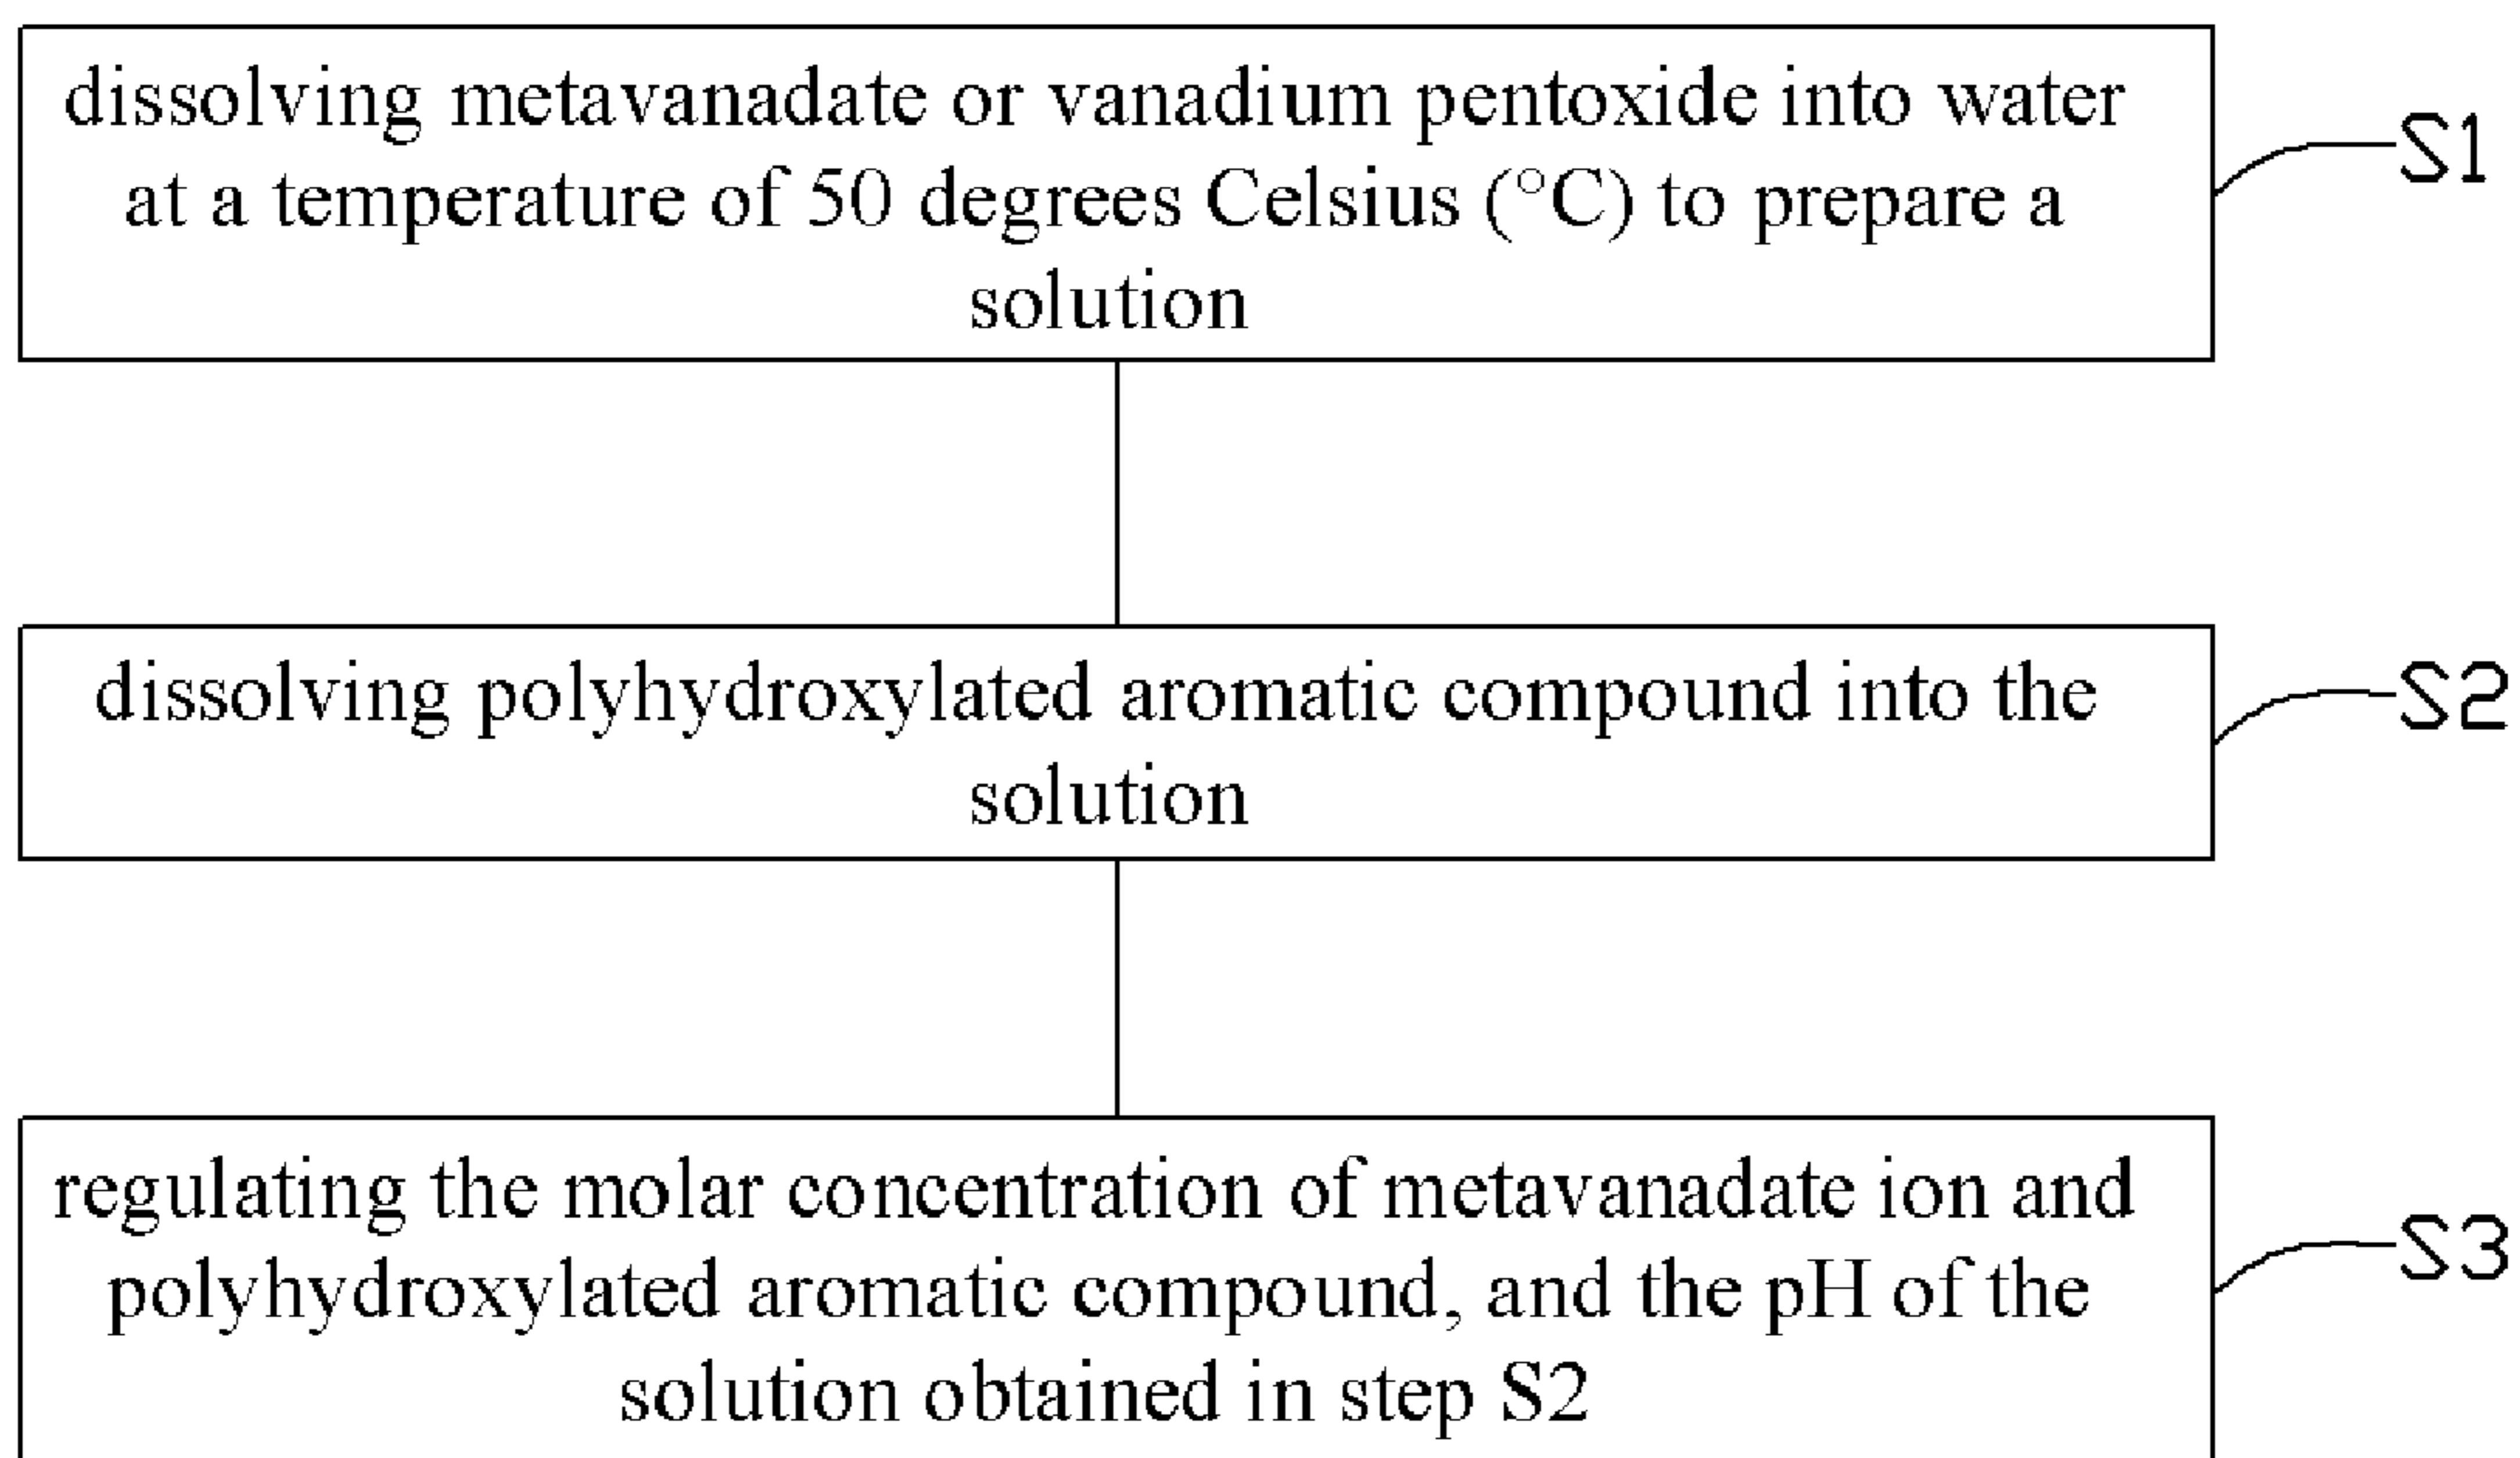 dissolving metavanadate or vanadium pentoxide into water
at a temperature of 50 degrees Celsius (°C) to prepare a
solution
S1
dissolving polyhydroxylated aromatic compound into the
solution
S2
regulating the molar concentration of metavanadate ion and
polyhydroxylated aromatic compound, and the pH of the
solution obtained in step S2
S3